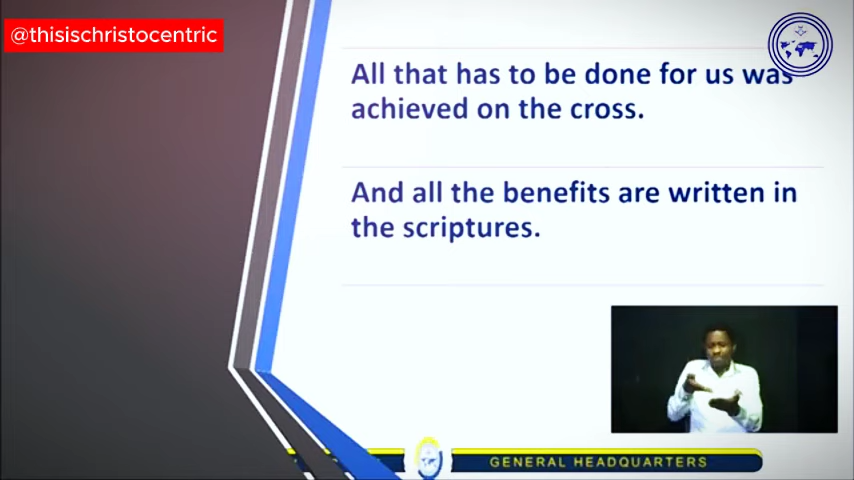 @thisischristocentric
All that has to be done for us was
achieved on the cross.
And all the benefits are written in
the scriptures.
GENERAL HEADQUARTERS